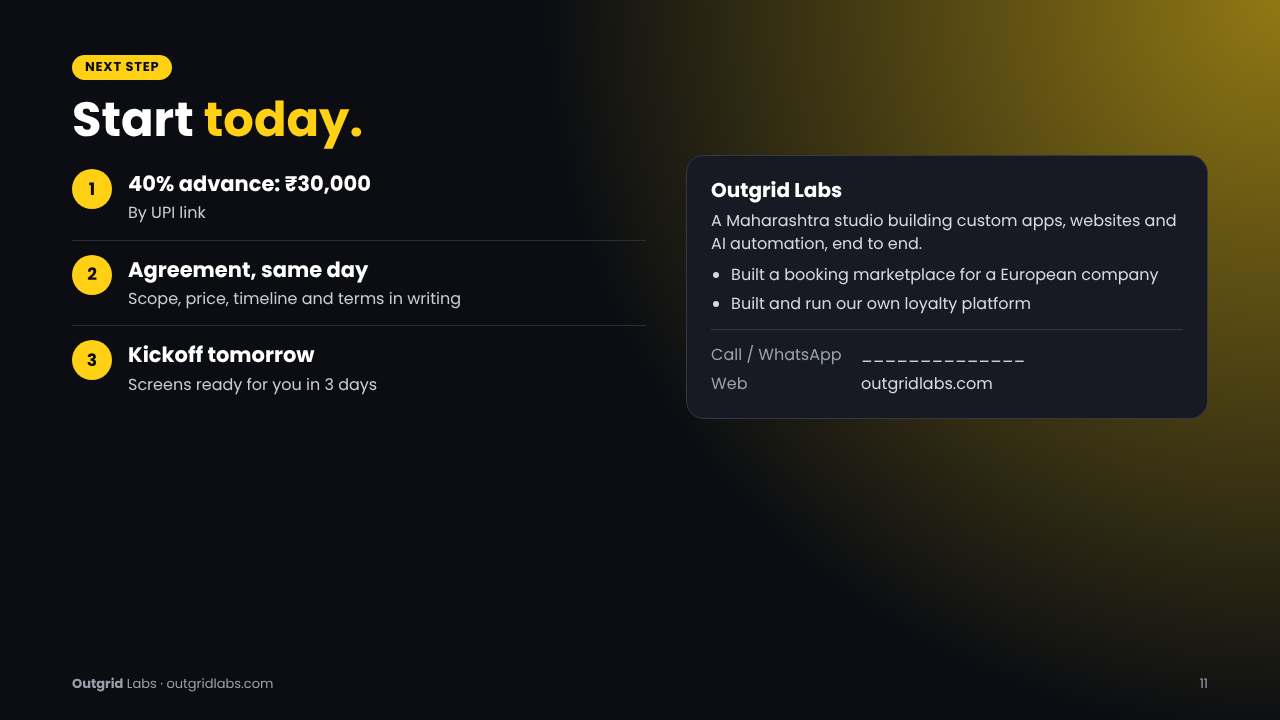 NEXT STEP
Start today.
1
40% advance: ₹30,000
By UPI link
2
Agreement, same day
Scope, price, timeline and terms in writing
3
Kickoff tomorrow
Screens ready for you in 3 days
Outgrid Labs
A Maharashtra studio building custom apps, websites and
AI automation, end to end.
• Built a booking marketplace for a European company
• Built and run our own loyalty platform
Call / WhatsApp ______________
Web outgridlabs.com
Outgrid Labs · outgridlabs.com
11